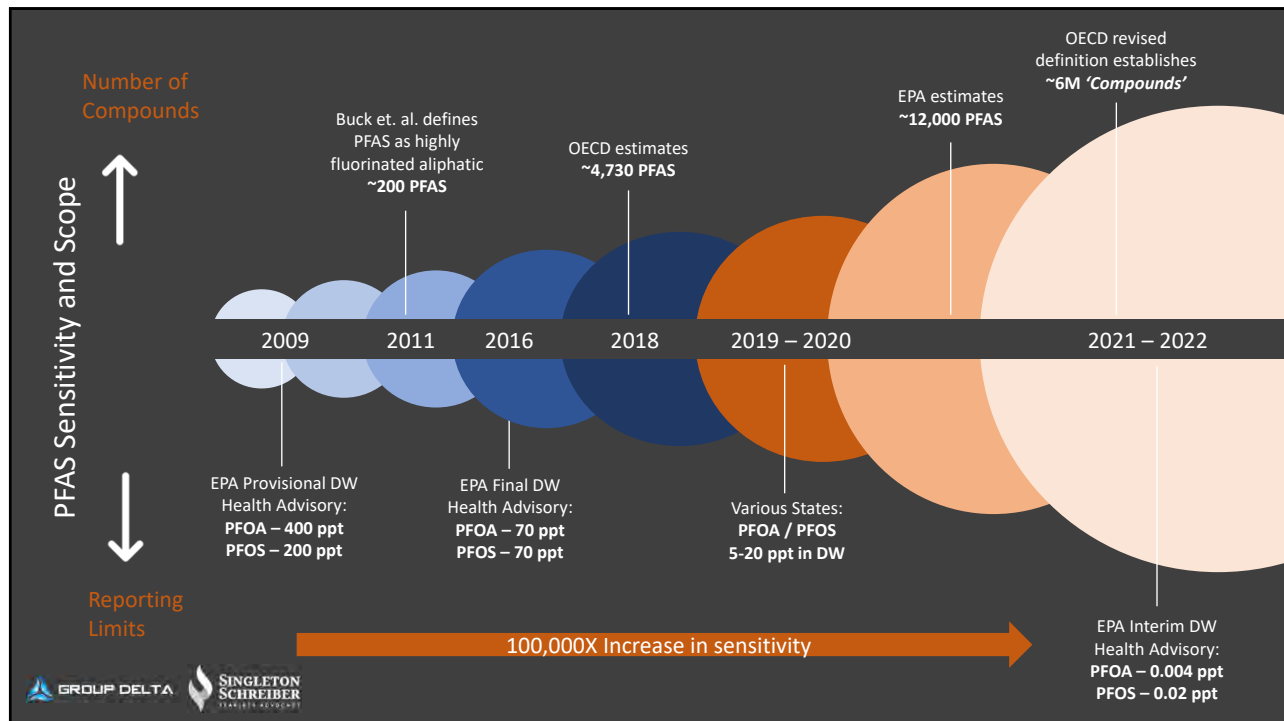 Number of
Compounds
PFAS Sensitivity and Scope
Reporting
Limits
Buck et. al. defines
PFAS as highly
fluorinated aliphatic
~200 PFAS
OECD estimates
~4,730 PFAS
EPA estimates
~12,000 PFAS
OECD revised
definition establishes
~6M ‘Compounds’
2009
2011
2016
2018
2019 – 2020
2021 – 2022
EPA Provisional DW
Health Advisory:
PFOA – 400 ppt
PFOS – 200 ppt
EPA Final DW
Health Advisory:
PFOA – 70 ppt
PFOS – 70 ppt
Various States:
PFOA / PFOS
5-20 ppt in DW
EPA Interim DW
Health Advisory:
PFOA – 0.004 ppt
PFOS – 0.02 ppt
100,000X Increase in sensitivity
GROUP DELTA
SINGLETON
SCHREIBER
FEARLESS ADVOCACY